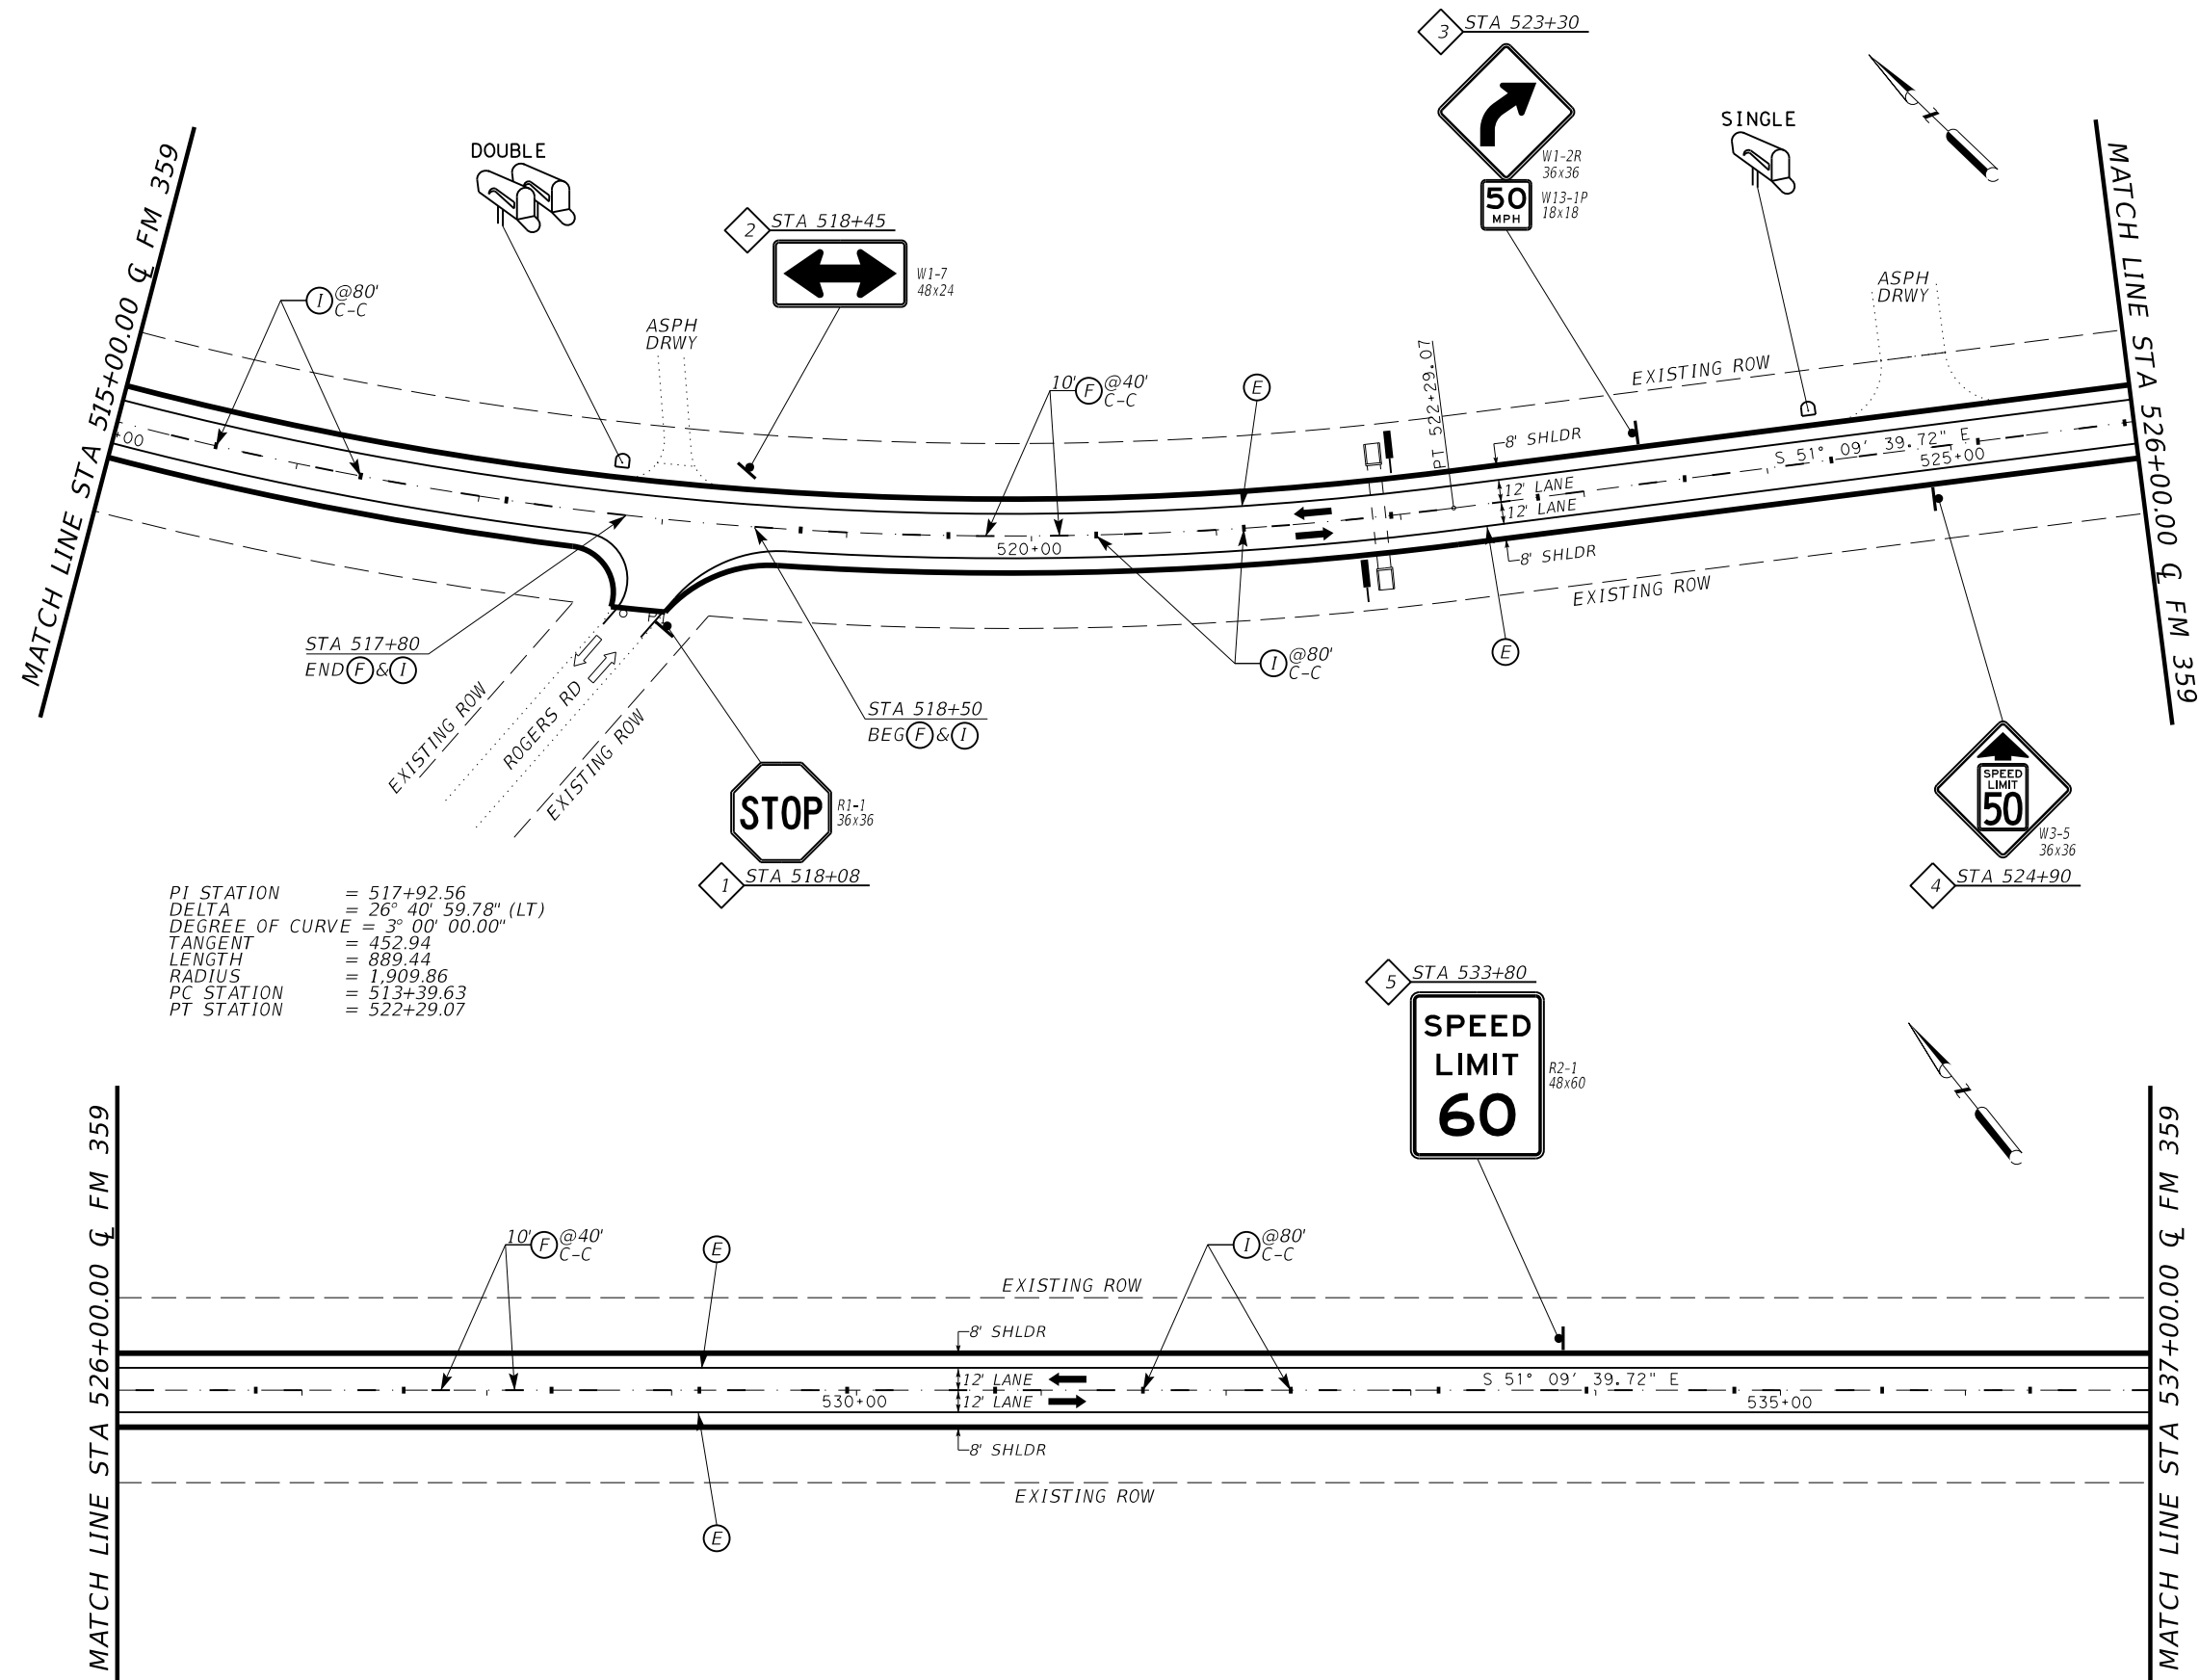 3 STA 523+30
W1-2R
36x36
50
MPH
W13-1P
18x18
N
DOUBLE
SINGLE
MATCH LINE STA 515+00.00 ℄ FM 359
MATCH LINE STA 526+00.00 ℄ FM 359
2 STA 518+45
W1-7
48x24
I @80'
C-C
ASPH
DRWY
ASPH
DRWY
10' F @40'
C-C
E
PT 522+29.07
EXISTING ROW
8' SHLDR
12' LANE
12' LANE
8' SHLDR
S 51° 09' 39.72" E
525+00
+00
520+00
EXISTING ROW
E
I @80'
C-C
STA 517+80
END F & I
STA 518+50
BEG F & I
EXISTING ROW
ROGERS RD
EXISTING ROW
STOP
R1-1
36x36
1 STA 518+08
SPEED
LIMIT
50
W3-5
36x36
4 STA 524+90
PI STATION = 517+92.56
DELTA = 26° 40' 59.78" (LT)
DEGREE OF CURVE = 3° 00' 00.00"
TANGENT = 452.94
LENGTH = 889.44
RADIUS = 1,909.86
PC STATION = 513+39.63
PT STATION = 522+29.07
5 STA 533+80
SPEED
LIMIT
60
R2-1
48x60
N
MATCH LINE STA 526+00.00 ℄ FM 359
MATCH LINE STA 537+00.00 ℄ FM 359
10' F @40'
C-C
E
I @80'
C-C
EXISTING ROW
8' SHLDR
12' LANE
12' LANE
S 51° 09' 39.72" E
530+00
535+00
8' SHLDR
EXISTING ROW
E